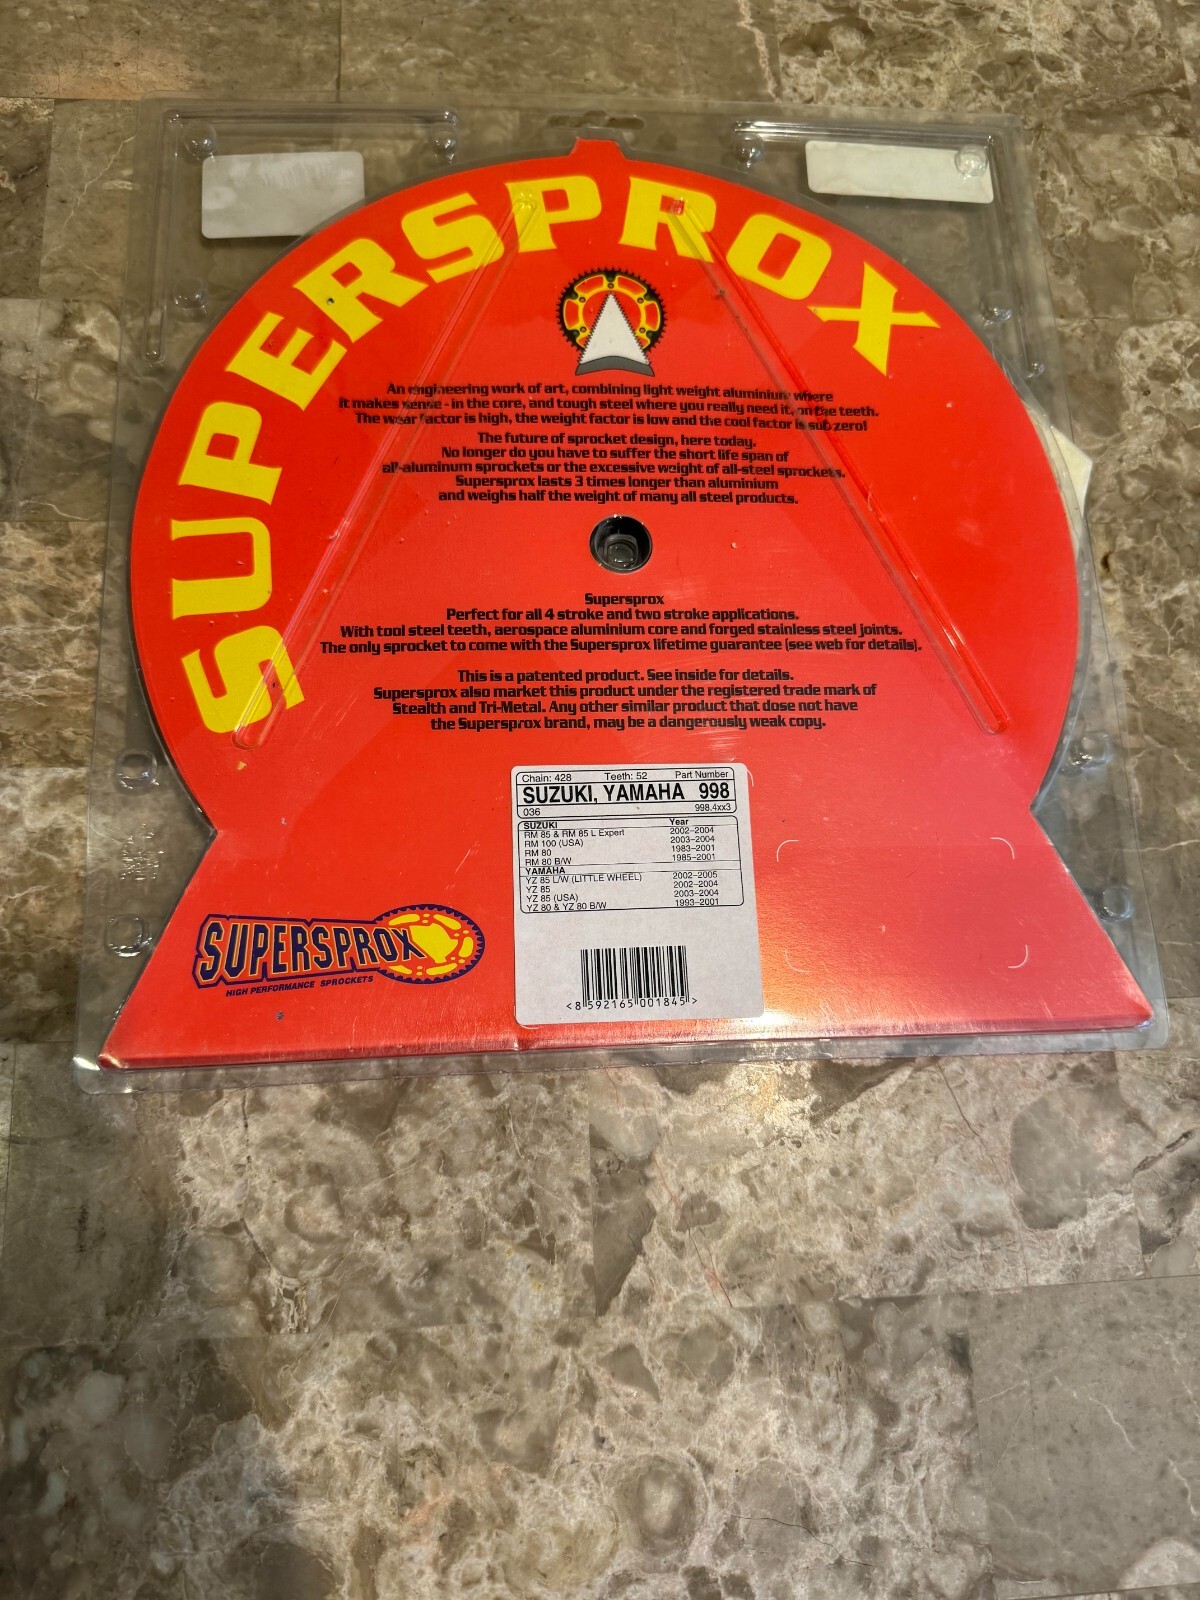 SUPERSPROX
An engineering work of art, combining light weight aluminium where
it makes sense - in the core, and tough steel where you really need it, on the teeth.
The wear factor is high, the weight factor is low and the cool factor is sub zero!
The future of sprocket design, here today.
No longer do you have to suffer the short life span of
all-aluminum sprockets or the excessive weight of all-steel sprockets.
Supersprox lasts 3 times longer than aluminium
and weighs half the weight of many all steel products.
Supersprox
Perfect for all 4 stroke and two stroke applications.
With tool steel teeth, aerospace aluminium core and forged stainless steel joints.
The only sprocket to come with the Supersprox lifetime guarantee (see web for details).
This is a patented product. See inside for details.
Supersprox also market this product under the registered trade mark of
Stealth and Tri-Metal. Any other similar product that dose not have
the Supersprox brand, may be a dangerously weak copy.
Chain: 428 Teeth: 52 Part Number
SUZUKI, YAMAHA 998
036 998.4xx3
SUZUKI Year
RM 85 & RM 85 L Expert 2002-2004
RM 100 (USA) 2003-2004
RM 80 1983-2001
RM 80 B/W 1985-2001
YAMAHA
YZ 85 L/W (LITTLE WHEEL) 2002-2005
YZ 85 2002-2004
YZ 85 (USA) 2003-2004
YZ 80 & YZ 80 B/W 1993-2001
<8 592165 001845>
SUPERSPROX
HIGH PERFORMANCE SPROCKETS